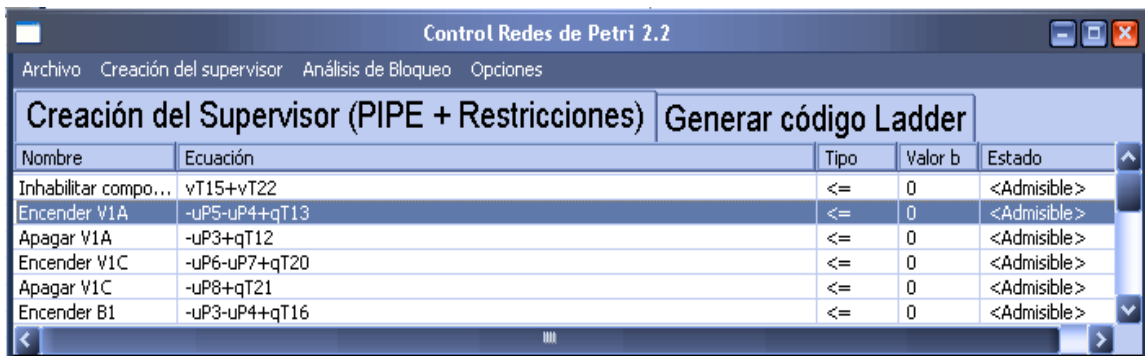 Control Redes de Petri 2.2
Archivo Creación del supervisor Análisis de Bloqueo Opciones
Creación del Supervisor (PIPE + Restricciones) Generar código Ladder
Nombre Ecuación Tipo Valor b Estado
Inhabilitar compo... vT15+vT22 <= 0 <Admisible>
Encender V1A -uP5-uP4+qT13 <= 0 <Admisible>
Apagar V1A -uP3+qT12 <= 0 <Admisible>
Encender V1C -uP6-uP7+qT20 <= 0 <Admisible>
Apagar V1C -uP8+qT21 <= 0 <Admisible>
Encender B1 -uP3-uP4+qT16 <= 0 <Admisible>